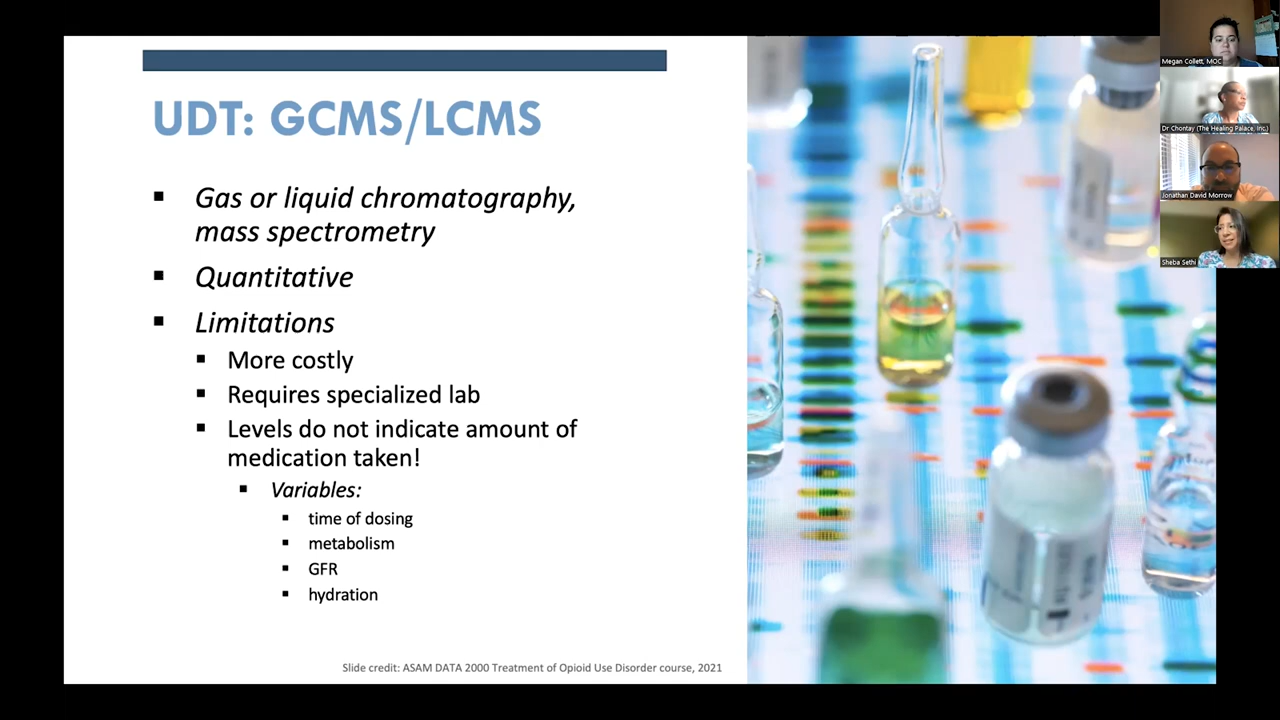 UDT: GCMS/LCMS
Gas or liquid chromatography,
mass spectrometry
Quantitative
Limitations
More costly
Requires specialized lab
Levels do not indicate amount of
medication taken!
Variables:
time of dosing
metabolism
GFR
hydration
Slide credit: ASAM DATA 2000 Treatment of Opioid Use Disorder course, 2021
Megan Collett, MOC
Dr Chontay (The Healing Palace, Inc.)
Jonathan David Morrow
Sheba Sethi